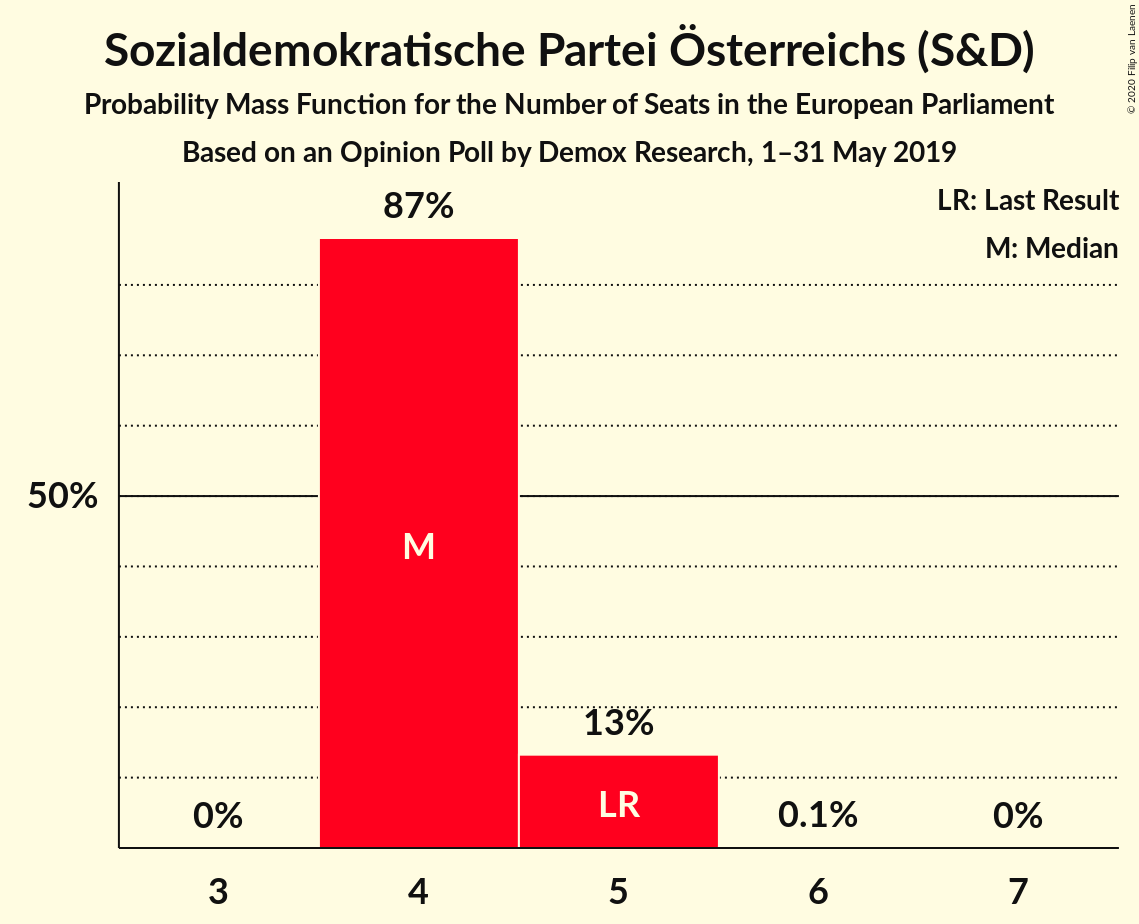 Sozialdemokratische Partei Österreichs (S&D)
Probability Mass Function for the Number of Seats in the European Parliament
Based on an Opinion Poll by Demox Research, 1–31 May 2019
© 2020 Filip van Laenen
LR: Last Result
M: Median
87%
50%
M
13%
LR
0%
0.1%
0%
3 4 5 6 7